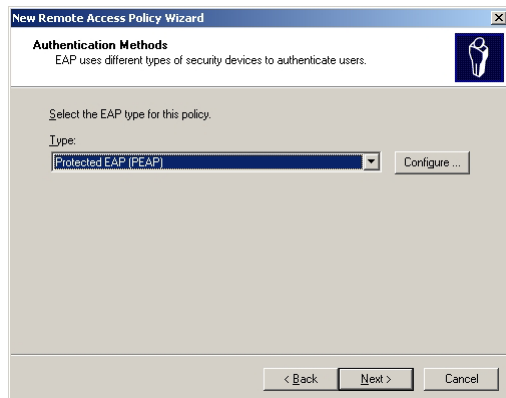 New Remote Access Policy Wizard
Authentication Methods
EAP uses different types of security devices to authenticate users.
Select the EAP type for this policy.
Type:
Protected EAP (PEAP)
Configure ...
< Back
Next >
Cancel